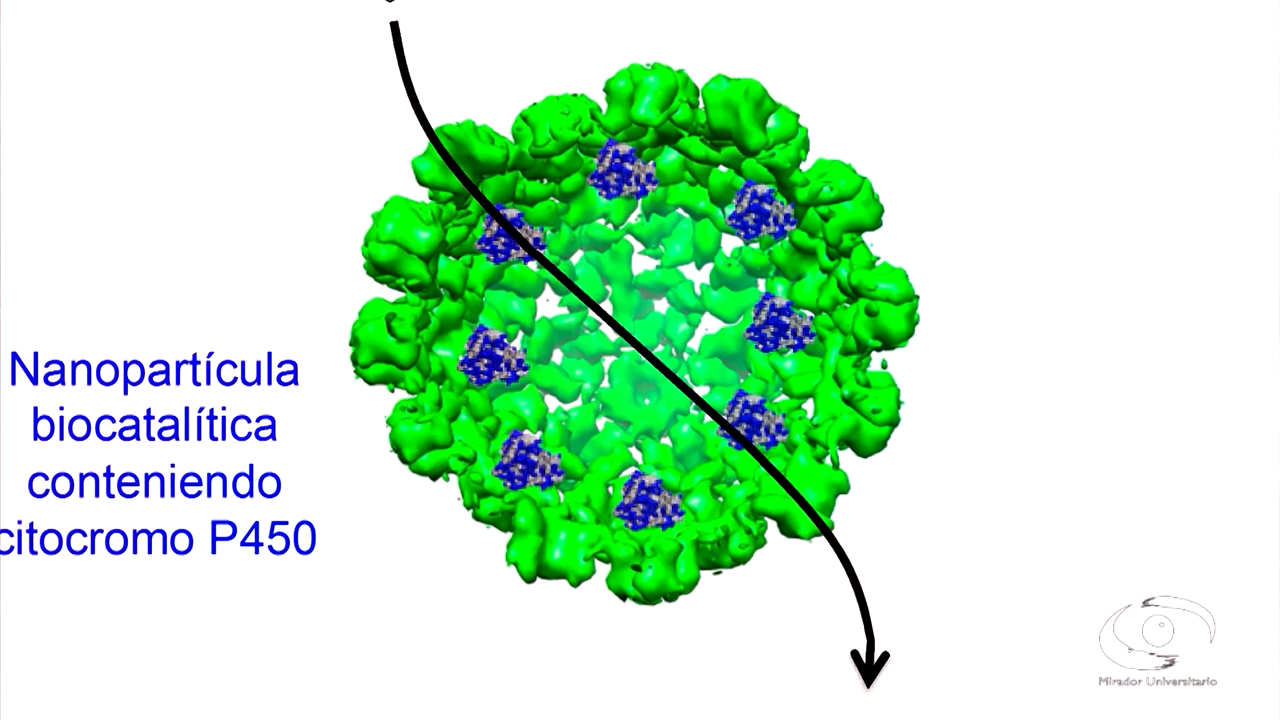 Nanopartícula
biocatalítica
conteniendo
citocromo P450
Mirador Universitario